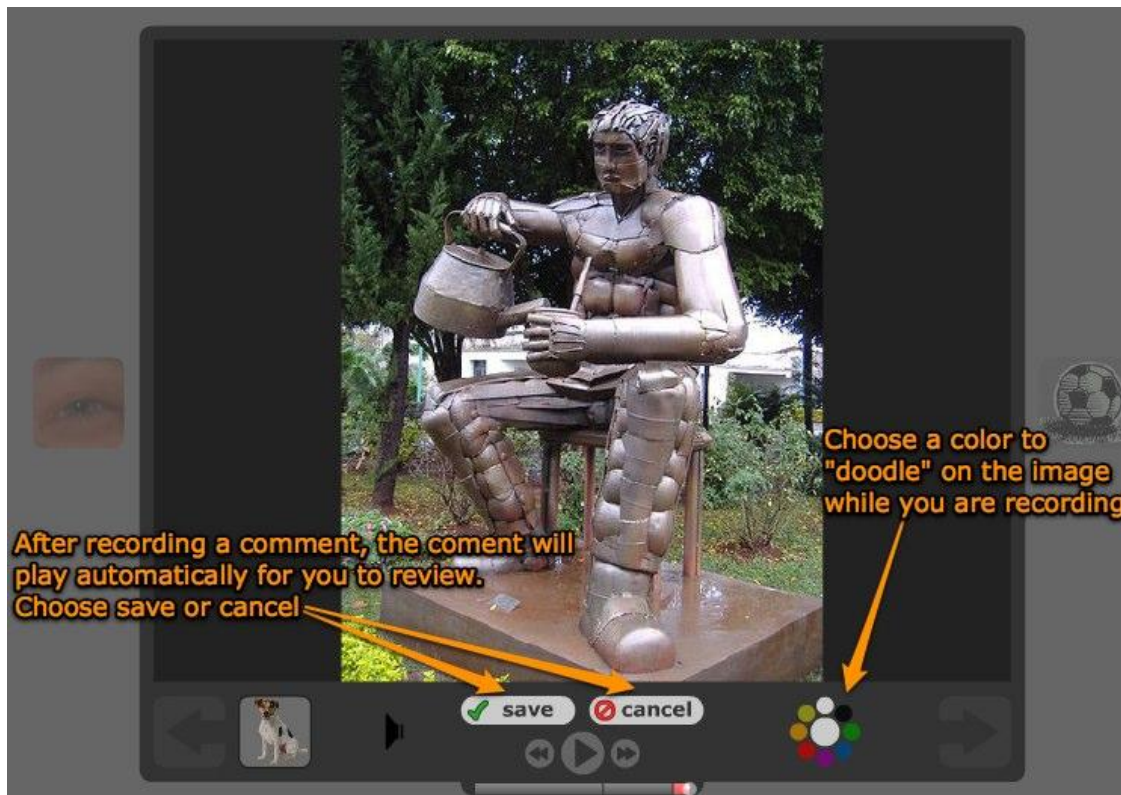 Choose a color to
"doodle" on the image
while you are recording
After recording a comment, the coment will
play automatically for you to review.
Choose save or cancel
save
cancel